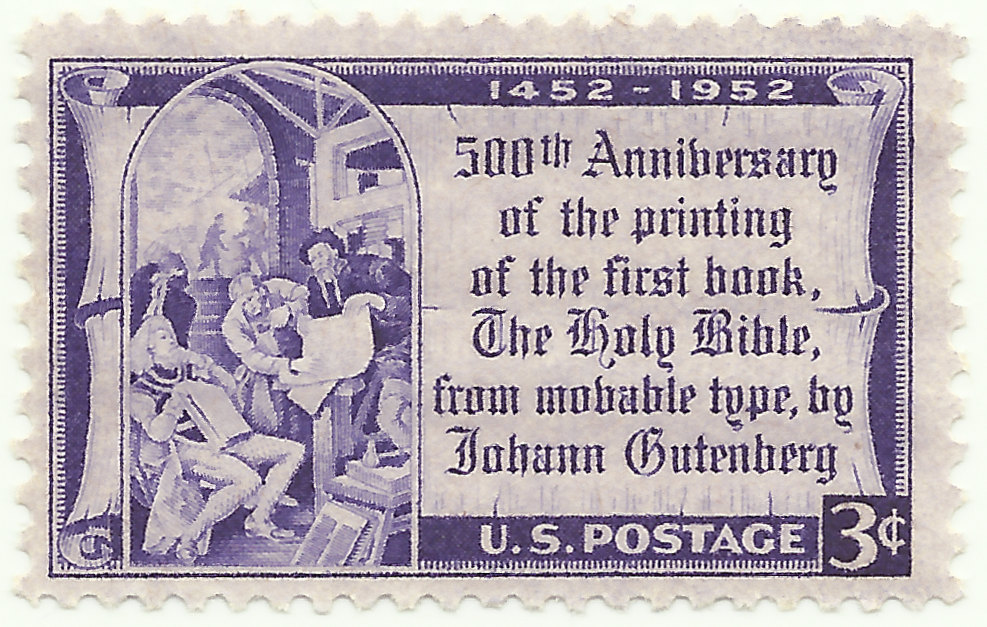 1452-1952
500th Anniversary
of the printing
of the first book,
The Holy Bible,
from movable type, by
Johann Gutenberg
U.S. POSTAGE 3¢